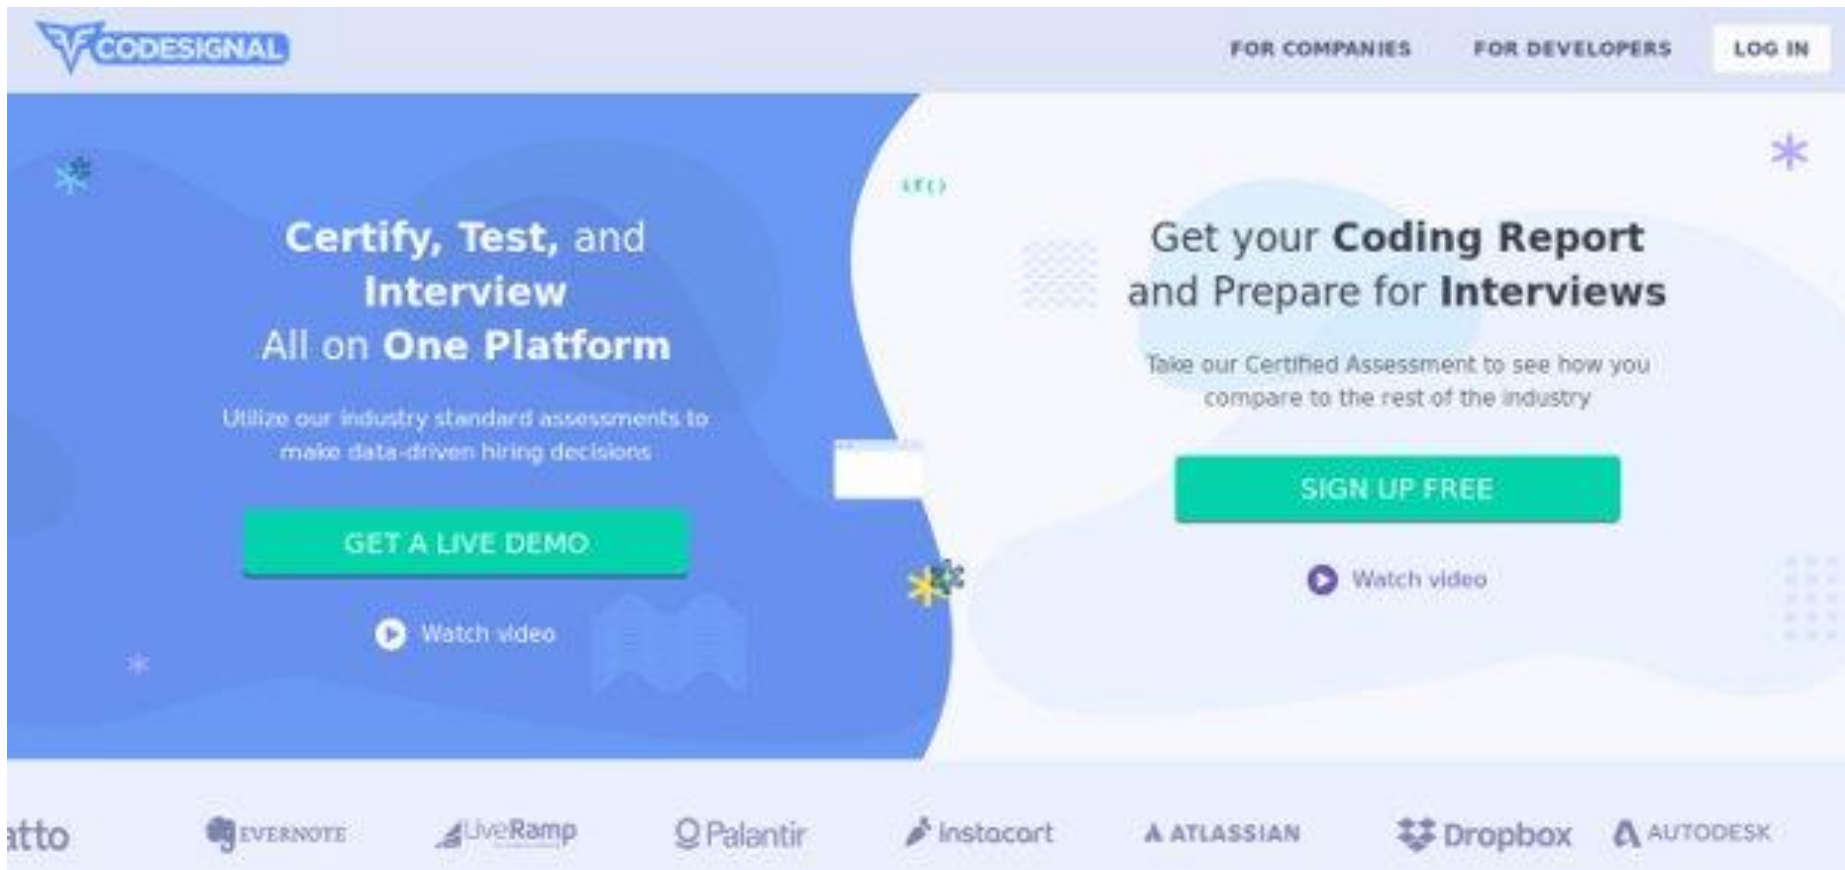 CODESIGNAL
FOR COMPANIES
FOR DEVELOPERS
LOG IN
Certify, Test, and
Interview
All on One Platform
Utilize our industry standard assessments to
make data-driven hiring decisions
GET A LIVE DEMO
Watch video
Get your Coding Report
and Prepare for Interviews
Take our Certified Assessment to see how you
compare to the rest of the industry
SIGN UP FREE
Watch video
atto
EVERNOTE
LiveRamp
Palantir
instacart
ATLASSIAN
Dropbox
AUTODESK